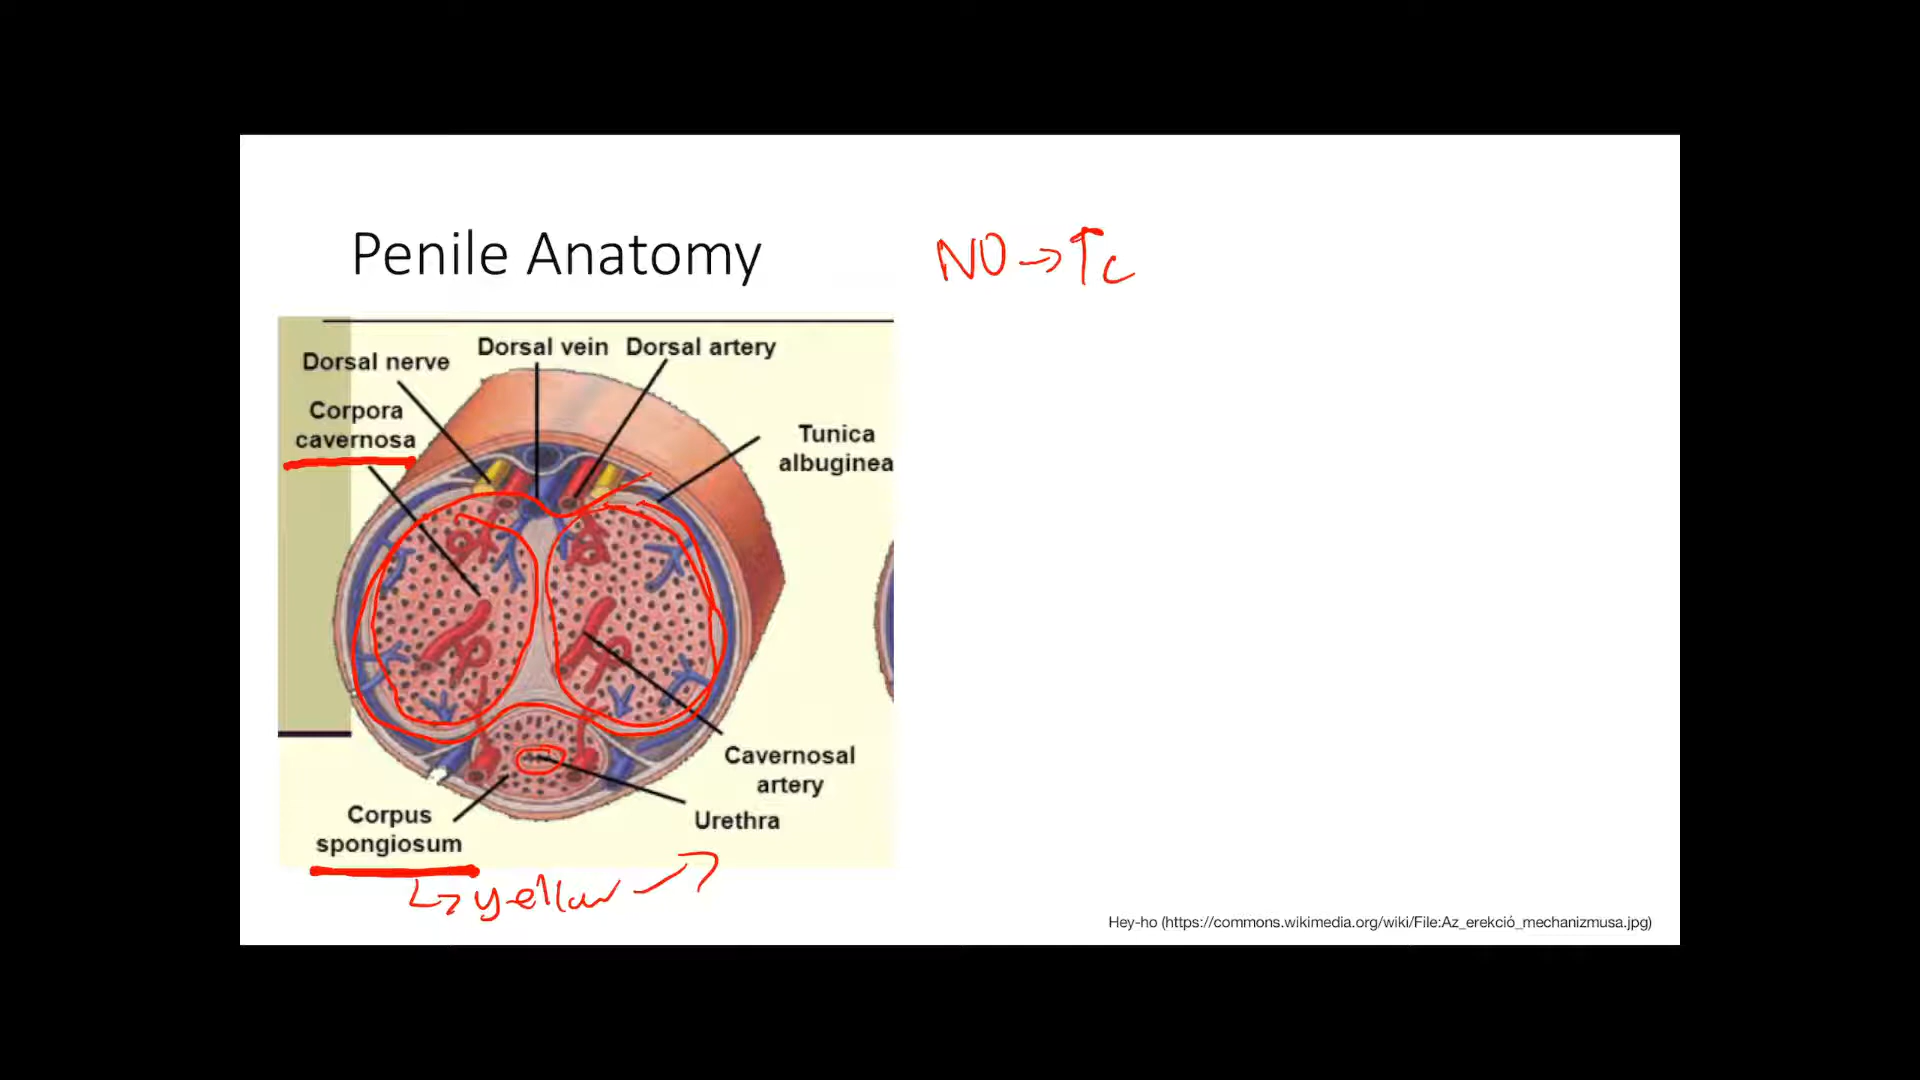 Penile Anatomy
NO → ↑ c
Dorsal nerve
Dorsal vein
Dorsal artery
Corpora
cavernosa
Tunica
albuginea
Cavernosal
artery
Urethra
Corpus
spongiosum
↳ yellow →
Hey-ho (https://commons.wikimedia.org/wiki/File:Az_erekció_mechanizmusa.jpg)